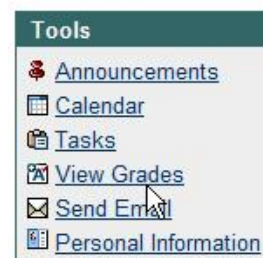 Tools
Announcements
Calendar
Tasks
View Grades
Send Email
Personal Information